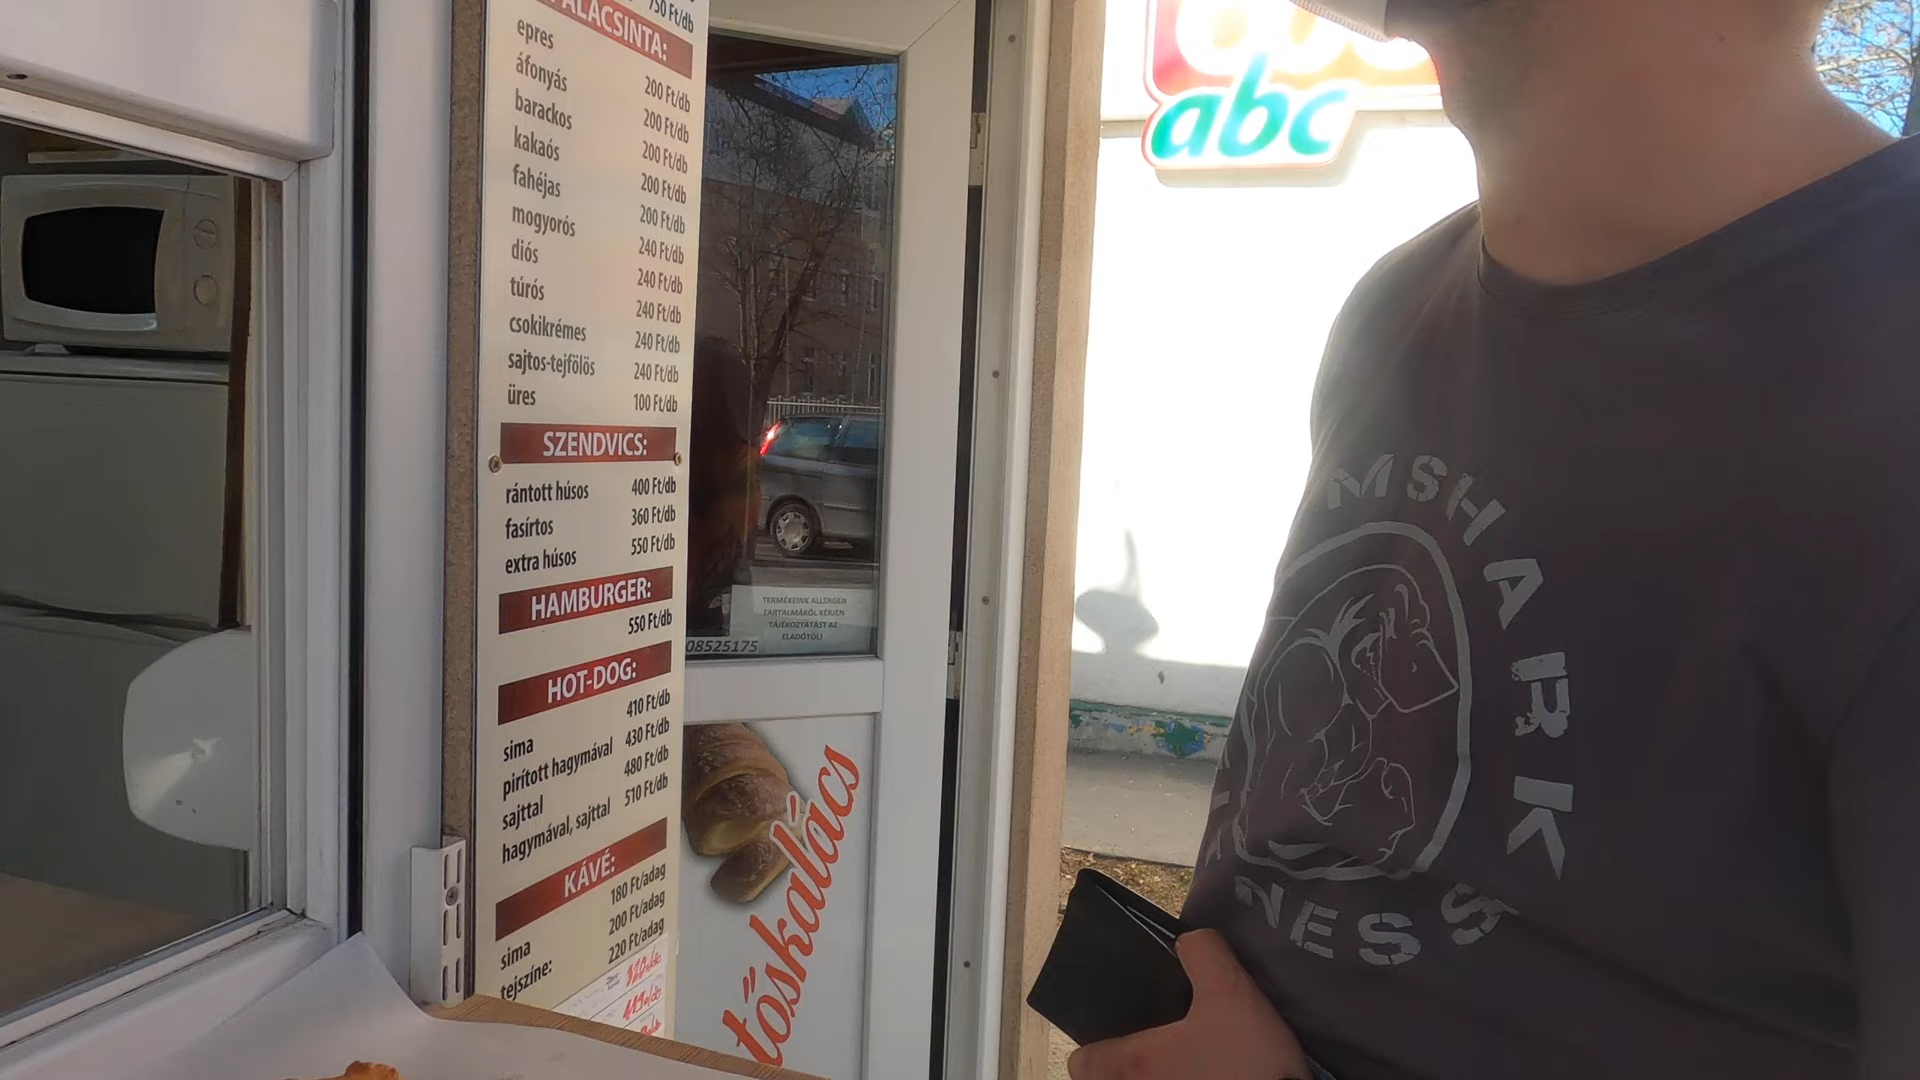 750 Ft/db
PALACSINTA:
epres 200 Ft/db
áfonyás 200 Ft/db
barackos 200 Ft/db
kakaós 200 Ft/db
fahéjas 200 Ft/db
mogyorós 240 Ft/db
diós 240 Ft/db
túrós 240 Ft/db
csokikrémes 240 Ft/db
sajtos-tejfölös 240 Ft/db
üres 100 Ft/db
SZENDVICS:
rántott húsos 400 Ft/db
fasírtos 360 Ft/db
extra húsos 550 Ft/db
HAMBURGER:
550 Ft/db
HOT-DOG:
sima 410 Ft/db
pirított hagymával 430 Ft/db
sajttal 480 Ft/db
hagymával, sajttal 510 Ft/db
KÁVÉ:
180 Ft/adag
sima 200 Ft/adag
tejszíne: 220 Ft/adag
TERMÉKEINK ALLERGÉN
TARTALMÁRÓL KÉRJEN
TÁJÉKOZTATÁST AZ
ELADÓTÓL!
08525175
tőskalács
abc
MSHARK
NESS